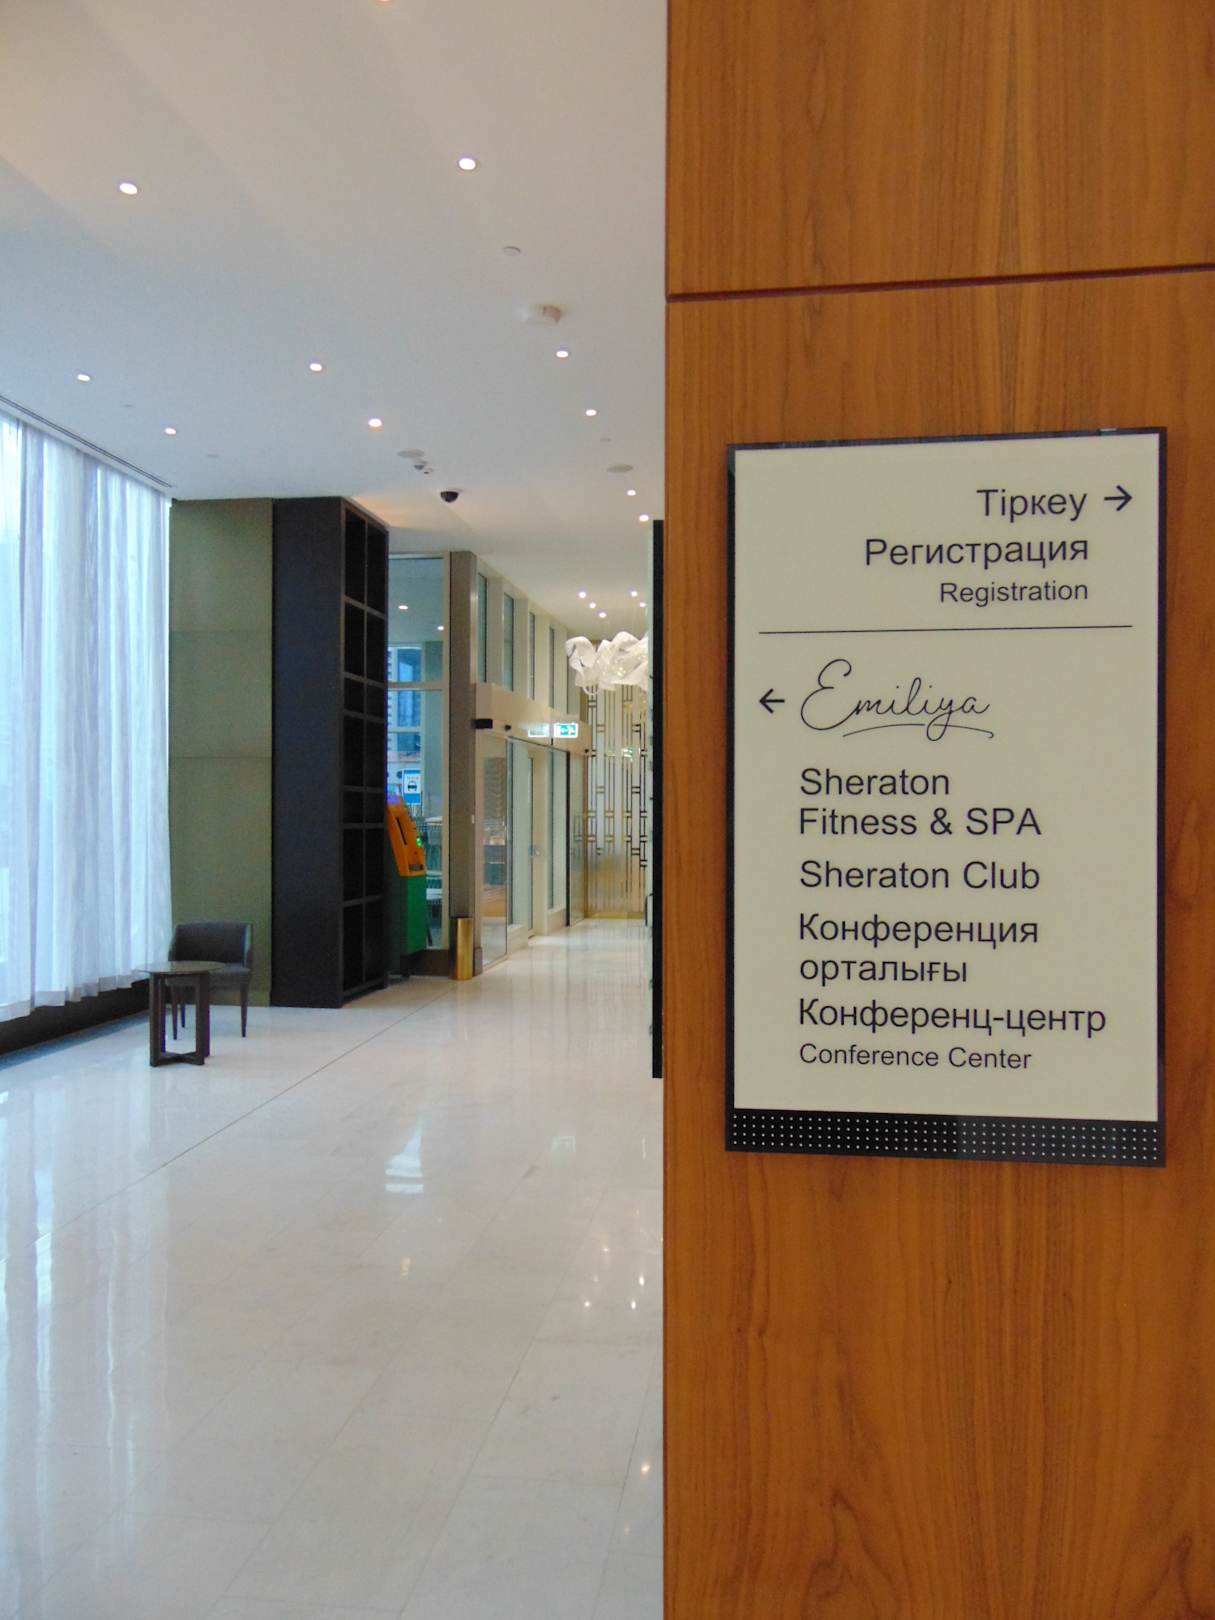 Тіркеу →
Регистрация
Registration
← Emiliya
Sheraton
Fitness & SPA
Sheraton Club
Конференция
орталығы
Конференц-центр
Conference Center